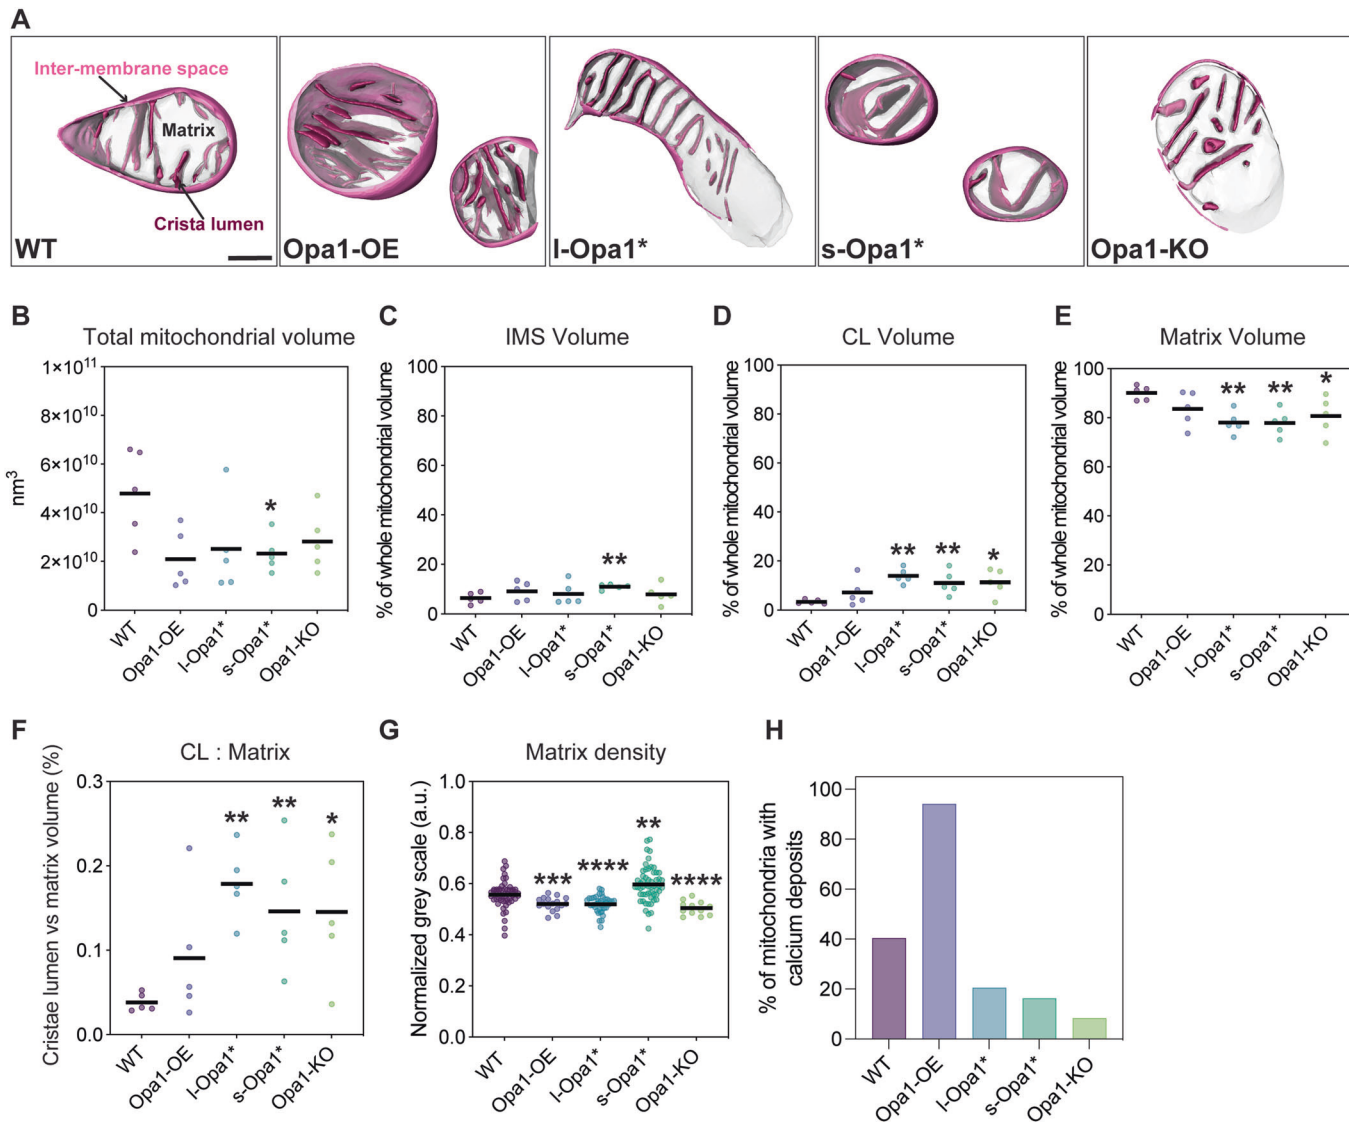 A
Inter-membrane space
Matrix
Crista lumen
WT
Opa1-OE
l-Opa1*
s-Opa1*
Opa1-KO
B
Total mitochondrial volume
1×10¹¹
8×10¹⁰
6×10¹⁰
4×10¹⁰
2×10¹⁰
0
nm³
*
WT
Opa1-OE
l-Opa1*
s-Opa1*
Opa1-KO
C
IMS Volume
% of whole mitochondrial volume
100
80
60
40
20
0
**
WT
Opa1-OE
l-Opa1*
s-Opa1*
Opa1-KO
D
CL Volume
% of whole mitochondrial volume
100
80
60
40
20
0
** ** *
WT
Opa1-OE
l-Opa1*
s-Opa1*
Opa1-KO
E
Matrix Volume
% of whole mitochondrial volume
100
80
60
40
20
0
** ** *
WT
Opa1-OE
l-Opa1*
s-Opa1*
Opa1-KO
F
CL : Matrix
Cristae lumen vs matrix volume (%)
0.3
0.2
0.1
0.0
** ** *
WT
Opa1-OE
l-Opa1*
s-Opa1*
Opa1-KO
G
Matrix density
Normalized grey scale (a.u.)
1.0
0.8
0.6
0.4
0.2
0.0
*** **** ** ****
WT
Opa1-OE
l-Opa1*
s-Opa1*
Opa1-KO
H
% of mitochondria with
calcium deposits
100
80
60
40
20
0
WT
Opa1-OE
l-Opa1*
s-Opa1*
Opa1-KO